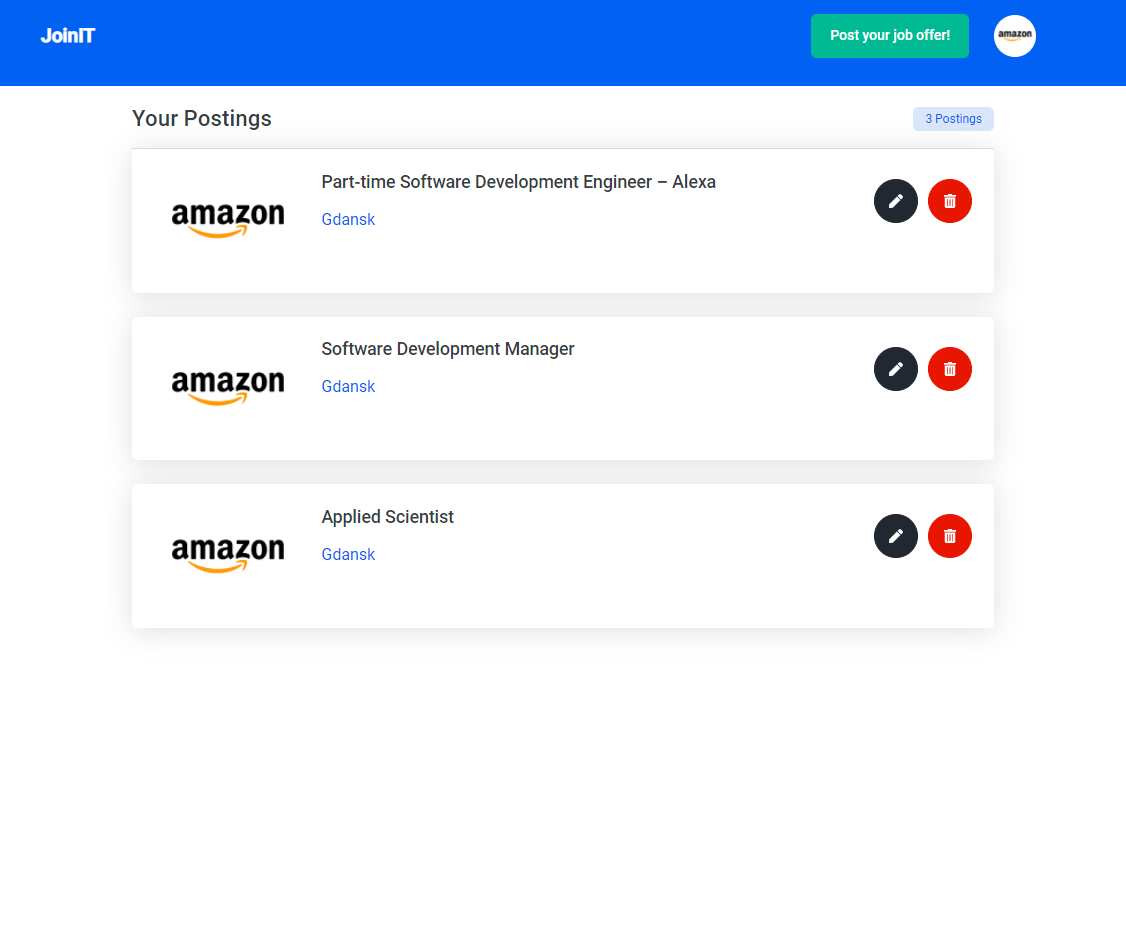 JoinIT
Post your job offer!
amazon
Your Postings
3 Postings
amazon
Part-time Software Development Engineer – Alexa
Gdansk
amazon
Software Development Manager
Gdansk
amazon
Applied Scientist
Gdansk